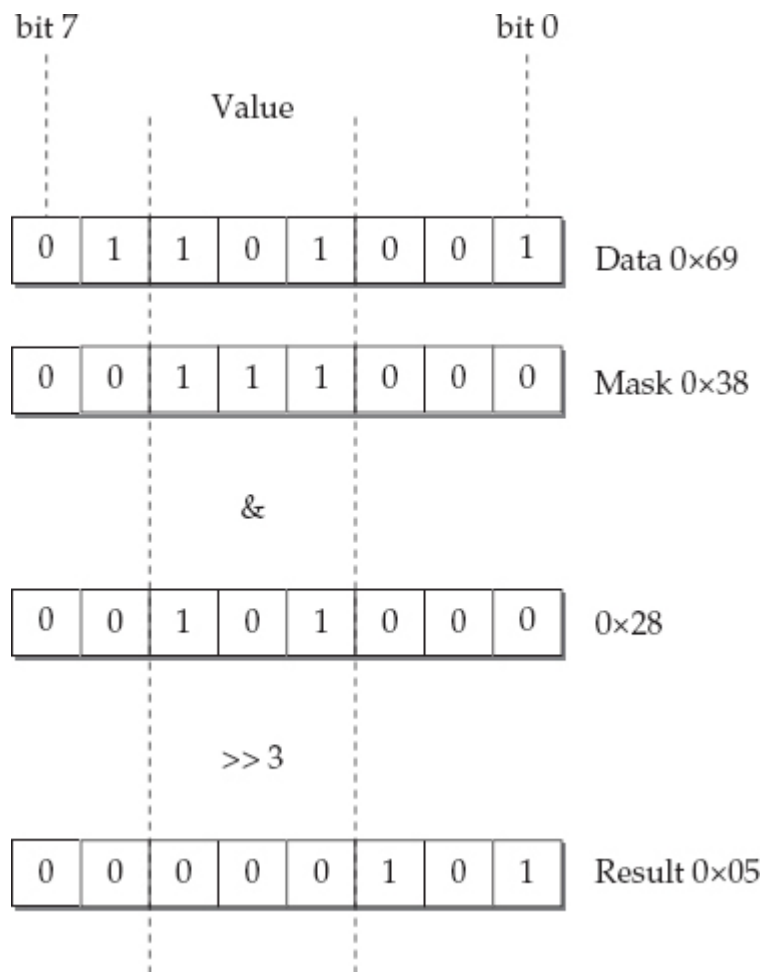 bit 7 bit 0
Value
0 1 1 0 1 0 0 1 Data 0×69
0 0 1 1 1 0 0 0 Mask 0×38
&
0 0 1 0 1 0 0 0 0×28
>> 3
0 0 0 0 0 1 0 1 Result 0×05